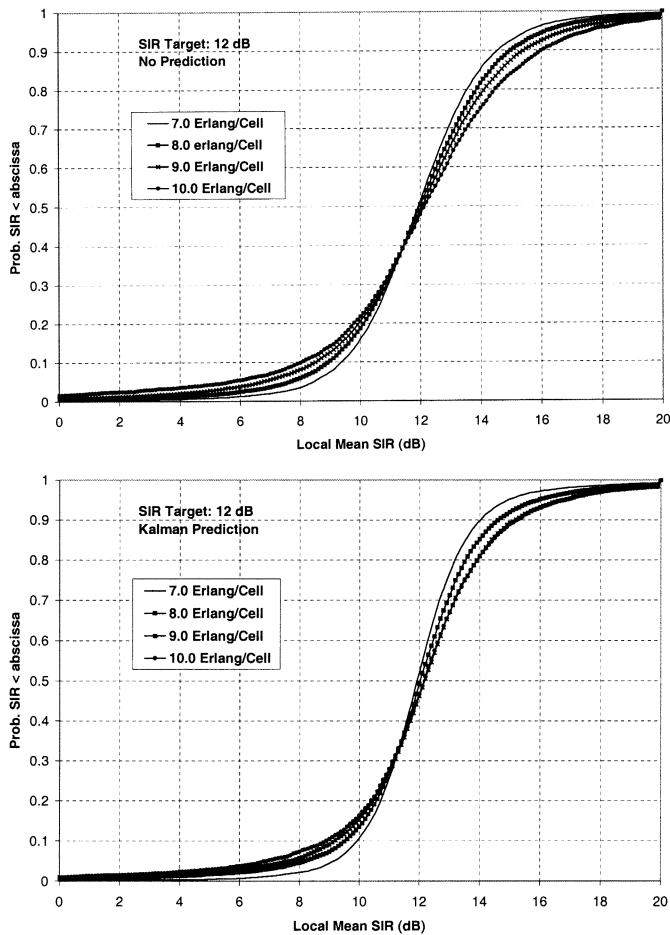 SIR Target: 12 dB
No Prediction
7.0 Erlang/Cell
8.0 erlang/Cell
9.0 Erlang/Cell
10.0 Erlang/Cell
Prob. SIR < abscissa
1
0.9
0.8
0.7
0.6
0.5
0.4
0.3
0.2
0.1
0
0 2 4 6 8 10 12 14 16 18 20
Local Mean SIR (dB)
SIR Target: 12 dB
Kalman Prediction
7.0 Erlang/Cell
8.0 Erlang/Cell
9.0 Erlang/Cell
10.0 Erlang/Cell
Prob. SIR < abscissa
1
0.9
0.8
0.7
0.6
0.5
0.4
0.3
0.2
0.1
0
0 2 4 6 8 10 12 14 16 18 20
Local Mean SIR (dB)